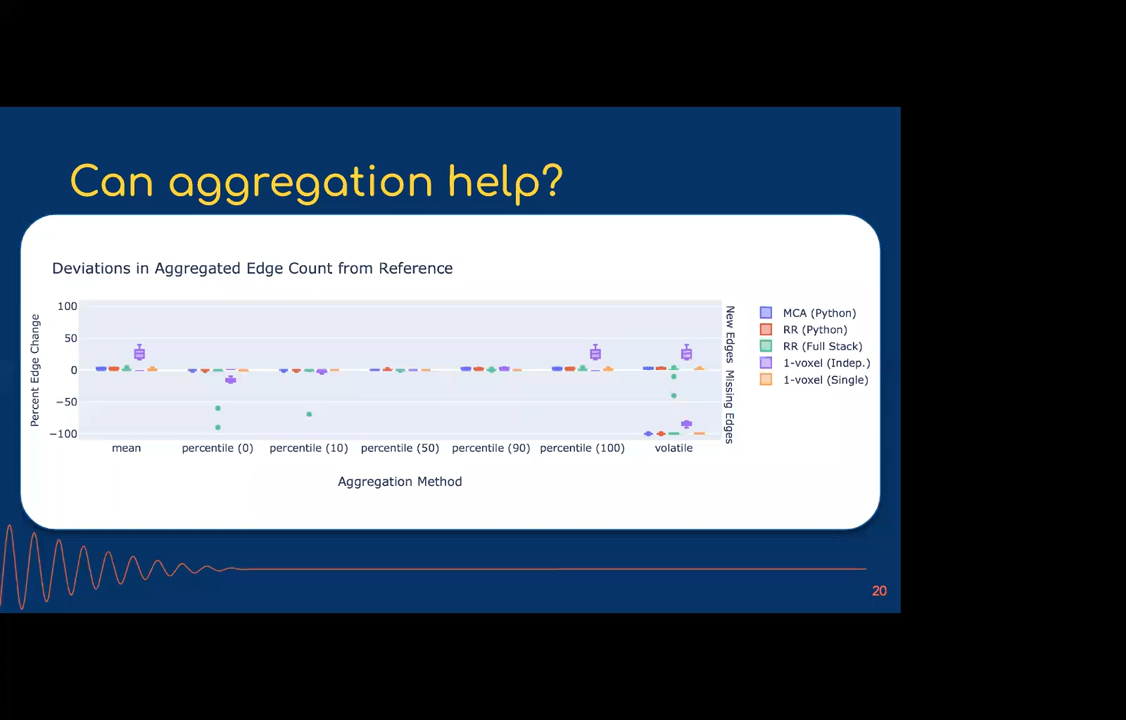 Can aggregation help?
Deviations in Aggregated Edge Count from Reference
Percent Edge Change
100
50
0
−50
−100
New Edges
Missing Edges
MCA (Python)
RR (Python)
RR (Full Stack)
1-voxel (Indep.)
1-voxel (Single)
mean percentile (0) percentile (10) percentile (50) percentile (90) percentile (100) volatile
Aggregation Method
20